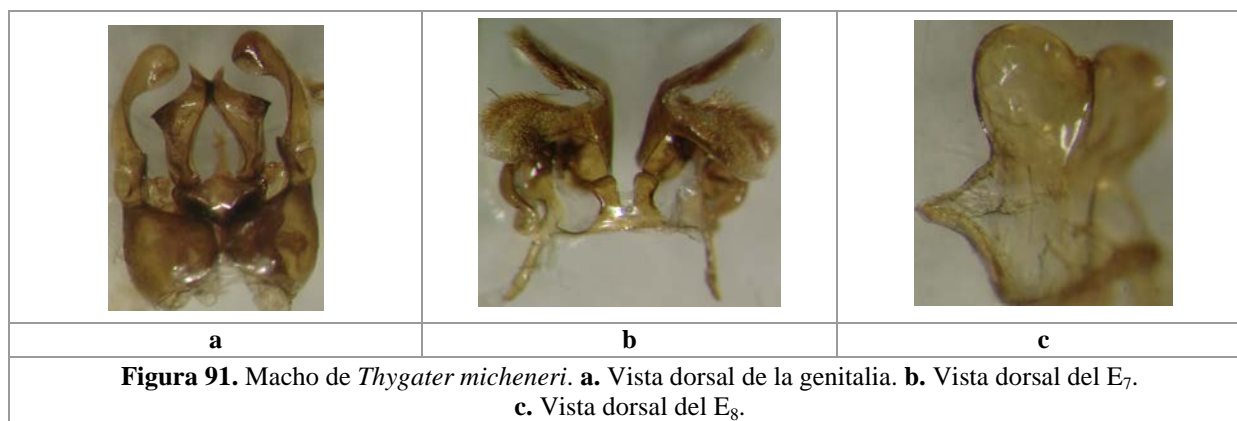 a b c
Figura 91. Macho de Thygater micheneri. a. Vista dorsal de la genitalia. b. Vista dorsal del E₇.
c. Vista dorsal del E₈.